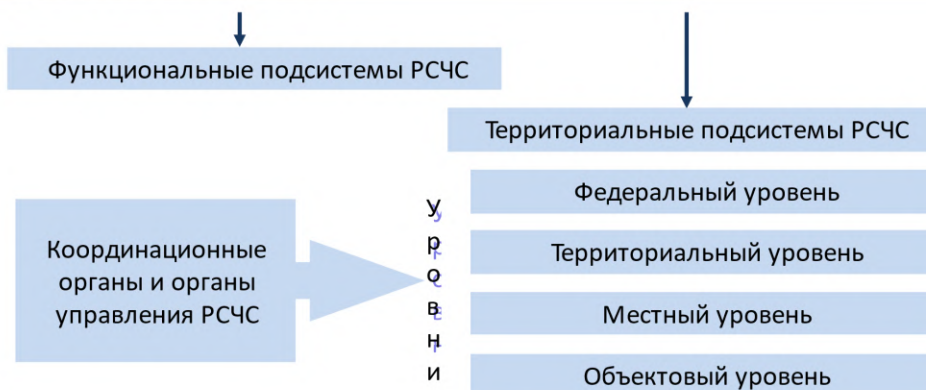 Функциональные подсистемы РСЧС
Территориальные подсистемы РСЧС
Координационные
органы и органы
управления РСЧС
Уровни
Федеральный уровень
Территориальный уровень
Местный уровень
Объектовый уровень